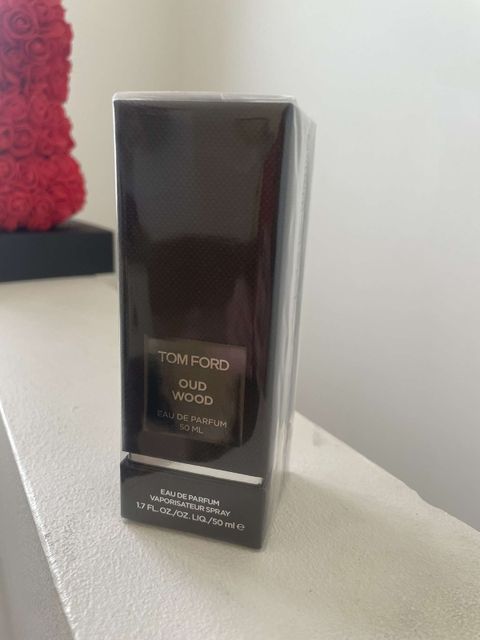 TOM FORD
OUD
WOOD
EAU DE PARFUM
50 ML
EAU DE PARFUM
VAPORISATEUR SPRAY
1.7 FL. OZ./OZ. LIQ./50 ml ℮